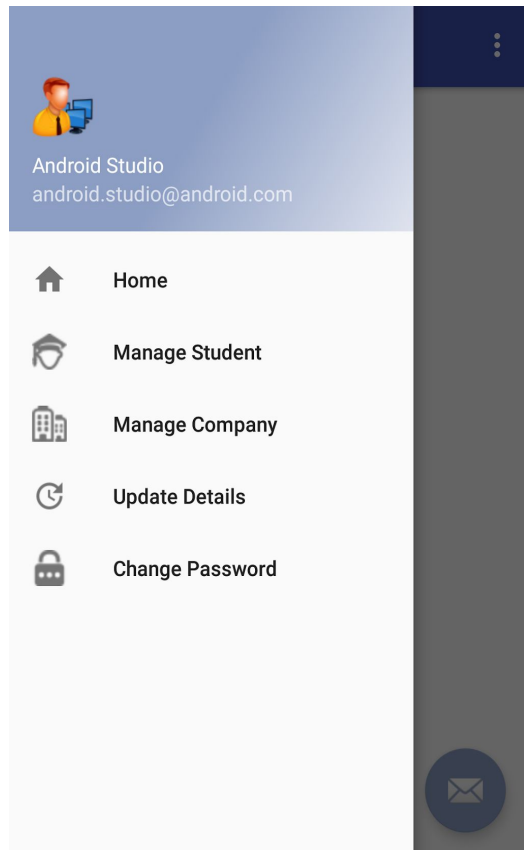 Android Studio
android.studio@android.com
Home
Manage Student
Manage Company
Update Details
Change Password